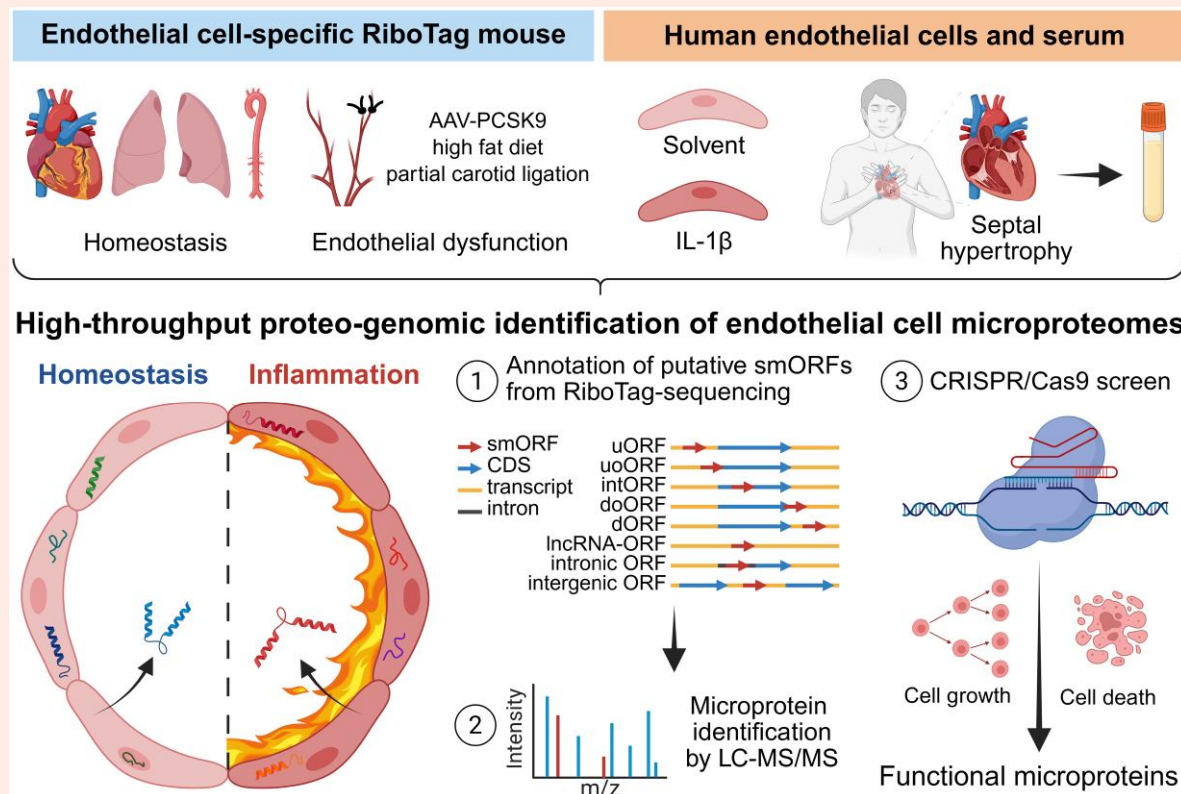 Endothelial cell-specific RiboTag mouse
Human endothelial cells and serum
AAV-PCSK9
high fat diet
partial carotid ligation
Homeostasis
Endothelial dysfunction
Solvent
IL-1β
Septal
hypertrophy
High-throughput proteo-genomic identification of endothelial cell microproteomes
Homeostasis
Inflammation
1
Annotation of putative smORFs
from RiboTag-sequencing
smORF
CDS
transcript
intron
uORF
uoORF
intORF
doORF
dORF
lncRNA-ORF
intronic ORF
intergenic ORF
2
Intensity
m/z
Microprotein
identification
by LC-MS/MS
3
CRISPR/Cas9 screen
Cell growth
Cell death
Functional microproteins